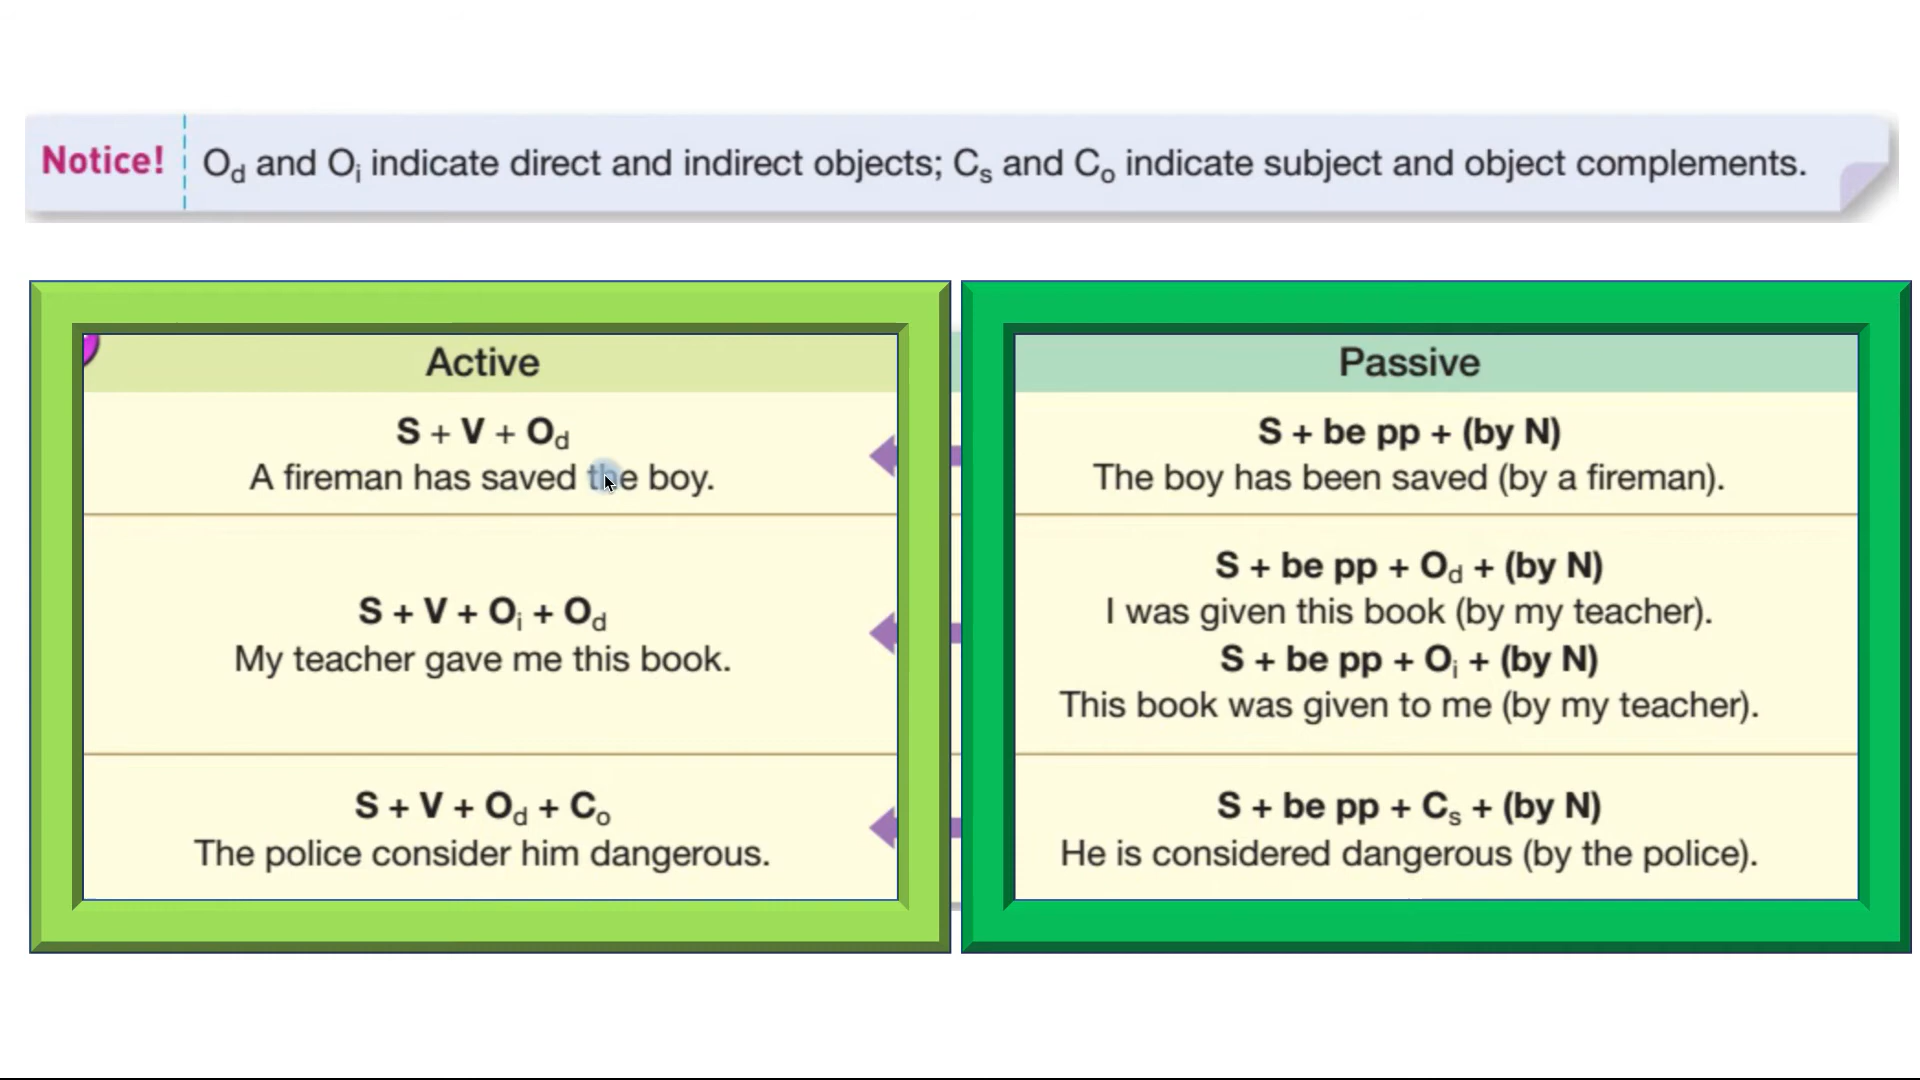 Notice!
Od and Oi indicate direct and indirect objects; Cs and Co indicate subject and object complements.
Active
S + V + Od
A fireman has saved the boy.
S + V + Oi + Od
My teacher gave me this book.
S + V + Od + Co
The police consider him dangerous.
Passive
S + be pp + (by N)
The boy has been saved (by a fireman).
S + be pp + Od + (by N)
I was given this book (by my teacher).
S + be pp + Oi + (by N)
This book was given to me (by my teacher).
S + be pp + Cs + (by N)
He is considered dangerous (by the police).